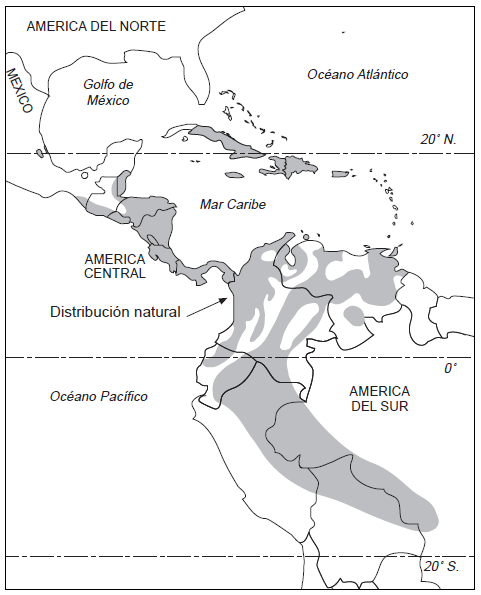 AMERICA DEL NORTE
Océano Atlántico
MEXICO
Golfo de
México
20° N.
Mar Caribe
AMERICA
CENTRAL
Distribución natural
0°
Océano Pacífico
AMERICA
DEL SUR
20° S.